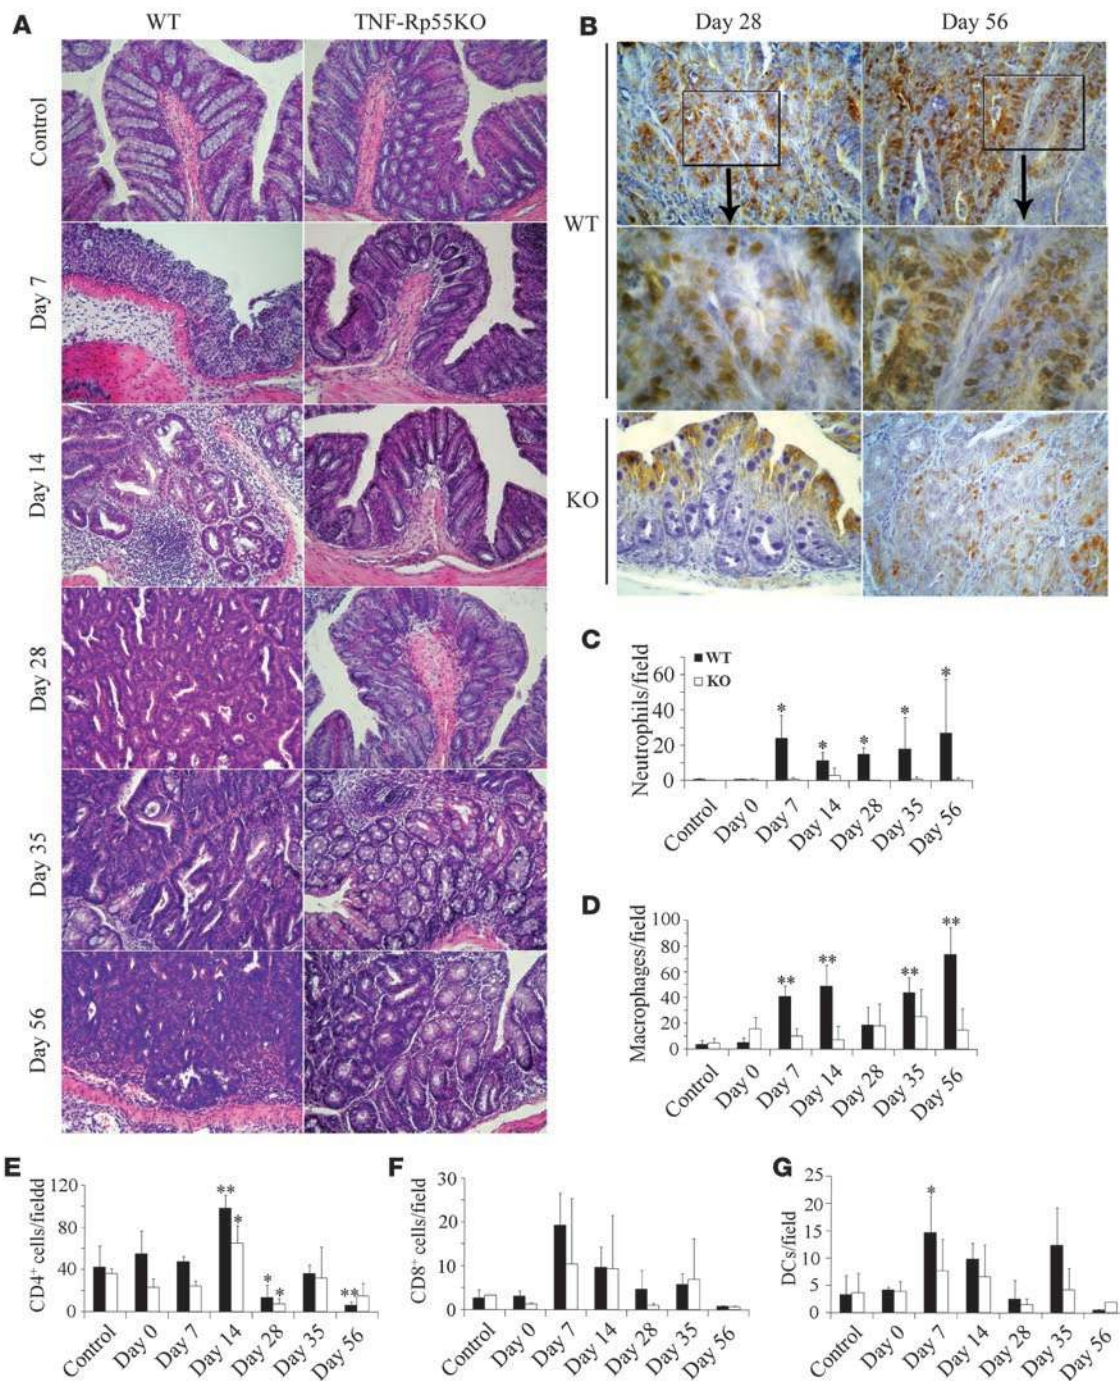 A
WT
TNF-Rp55KO
Control
Day 7
Day 14
Day 28
Day 35
Day 56
B
Day 28
Day 56
WT
KO
C
WT
KO
Neutrophils/field
60
40
20
0
*
*
*
*
*
Control
Day 0
Day 7
Day 14
Day 28
Day 35
Day 56
D
Macrophages/field
100
80
60
40
20
0
**
**
**
**
Control
Day 0
Day 7
Day 14
Day 28
Day 35
Day 56
E
CD4+ cells/fieldd
120
80
40
0
**
*
*
*
**
Control
Day 0
Day 7
Day 14
Day 28
Day 35
Day 56
F
CD8+ cells/field
30
20
10
0
Control
Day 0
Day 7
Day 14
Day 28
Day 35
Day 56
G
DCs/field
25
20
15
10
5
0
*
Control
Day 0
Day 7
Day 14
Day 28
Day 35
Day 56